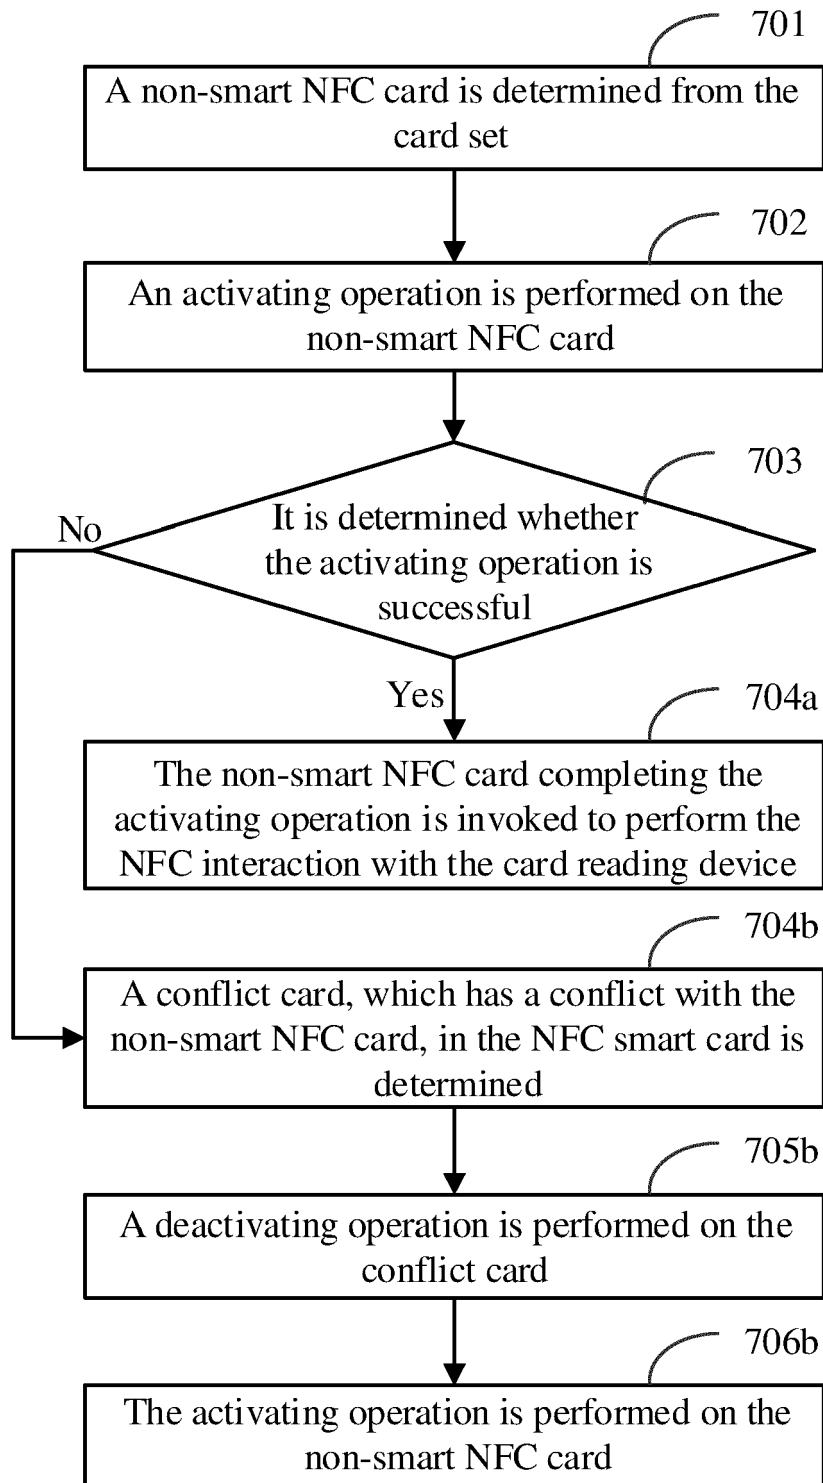 701
A non-smart NFC card is determined from the
card set
702
An activating operation is performed on the
non-smart NFC card
703
It is determined whether
the activating operation is
successful
No
Yes
704a
The non-smart NFC card completing the
activating operation is invoked to perform the
NFC interaction with the card reading device
704b
A conflict card, which has a conflict with the
non-smart NFC card, in the NFC smart card is
determined
705b
A deactivating operation is performed on the
conflict card
706b
The activating operation is performed on the
non-smart NFC card